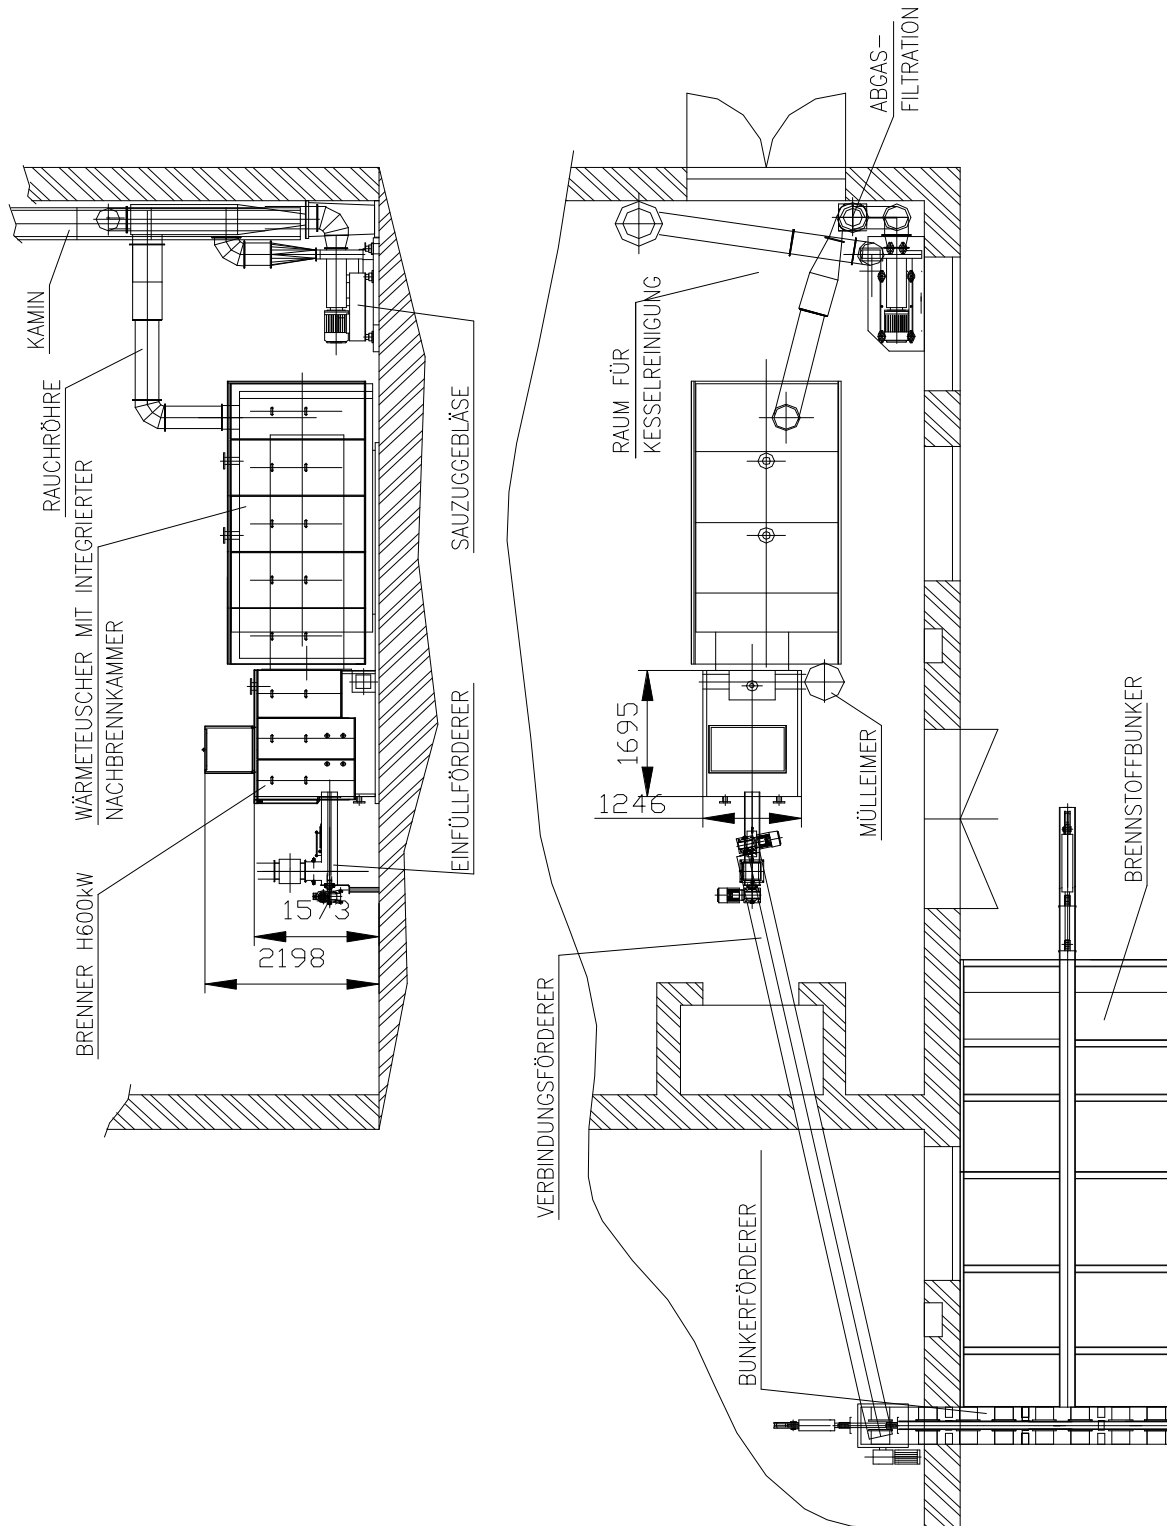 KAMIN
RAUCHRÖHRE
WÄRMETEUSCHER MIT INTEGRIERTER
NACHBRENNKAMMER
BRENNER H600kW
SAUZUGGEBLÄSE
EINFÜLLFÖRDERER
1573
2198
ABGAS-
FILTRATION
RAUM FÜR
KESSELREINIGUNG
1695
1246
MÜLLEIMER
BRENNSTOFFBUNKER
VERBINDUNGSFÖRDERER
BUNKERFÖRDERER